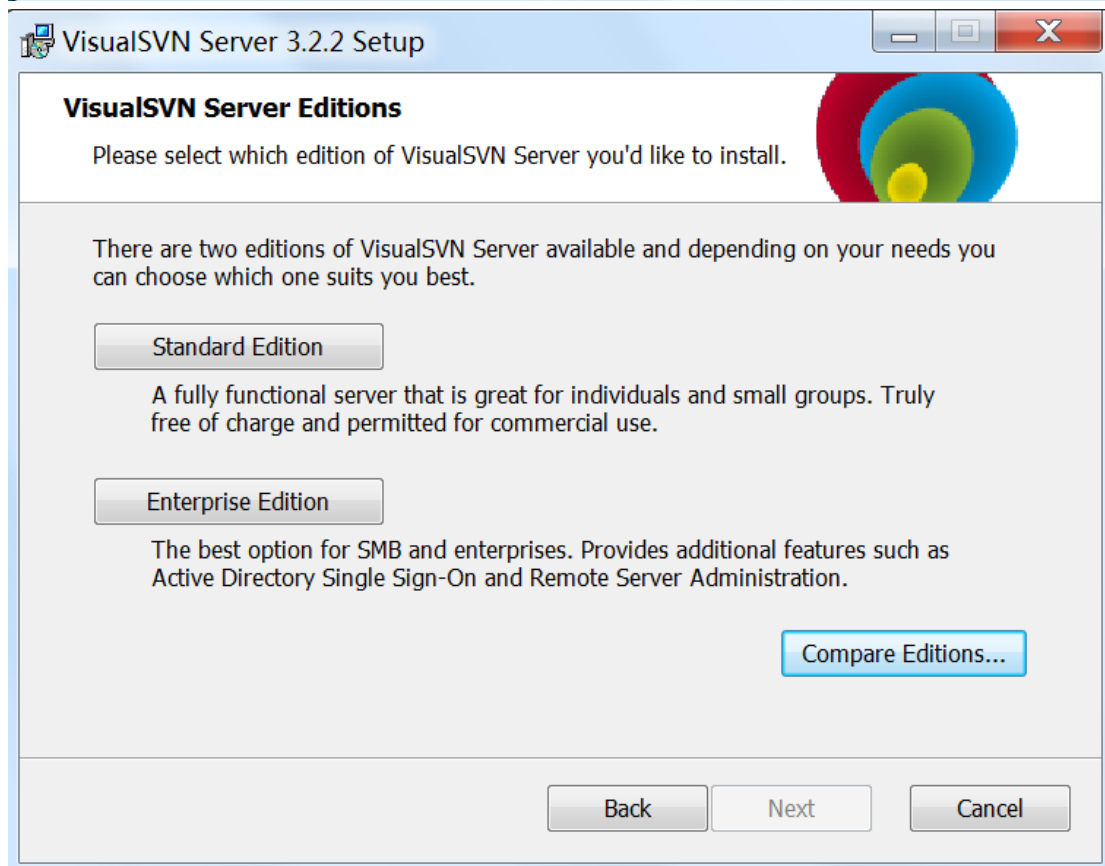 VisualSVN Server 3.2.2 Setup
X
VisualSVN Server Editions
Please select which edition of VisualSVN Server you'd like to install.
There are two editions of VisualSVN Server available and depending on your needs you
can choose which one suits you best.
Standard Edition
A fully functional server that is great for individuals and small groups. Truly
free of charge and permitted for commercial use.
Enterprise Edition
The best option for SMB and enterprises. Provides additional features such as
Active Directory Single Sign-On and Remote Server Administration.
Compare Editions...
Back Next Cancel